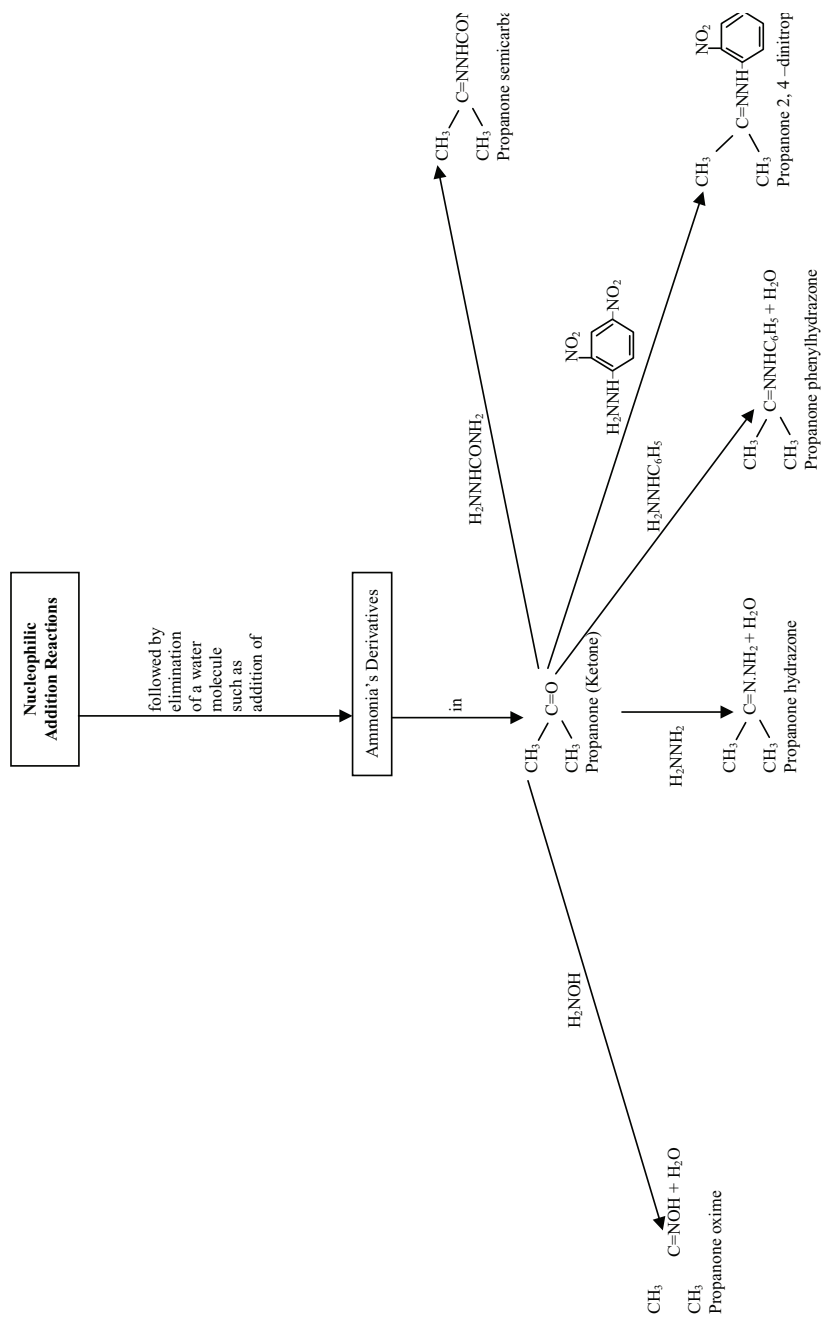 Nucleophilic
Addition Reactions
followed by
elimination
of a water
molecule
such as
addition of
Ammonia's Derivatives
in
CH₃
C=O
CH₃
Propanone (Ketone)
H₂NOH
CH₃
C=NOH + H₂O
CH₃
Propanone oxime
H₂NNH₂
CH₃
C=N.NH₂ + H₂O
CH₃
Propanone hydrazone
H₂NNHC₆H₅
CH₃
C=NNHC₆H₅ + H₂O
CH₃
Propanone phenylhydrazone
NO₂
H₂NNH
NO₂
CH₃
NO₂
C=NNH
CH₃
Propanone 2, 4 –dinitrop
H₂NNHCONH₂
CH₃
C=NNHCON
CH₃
Propanone semicarba